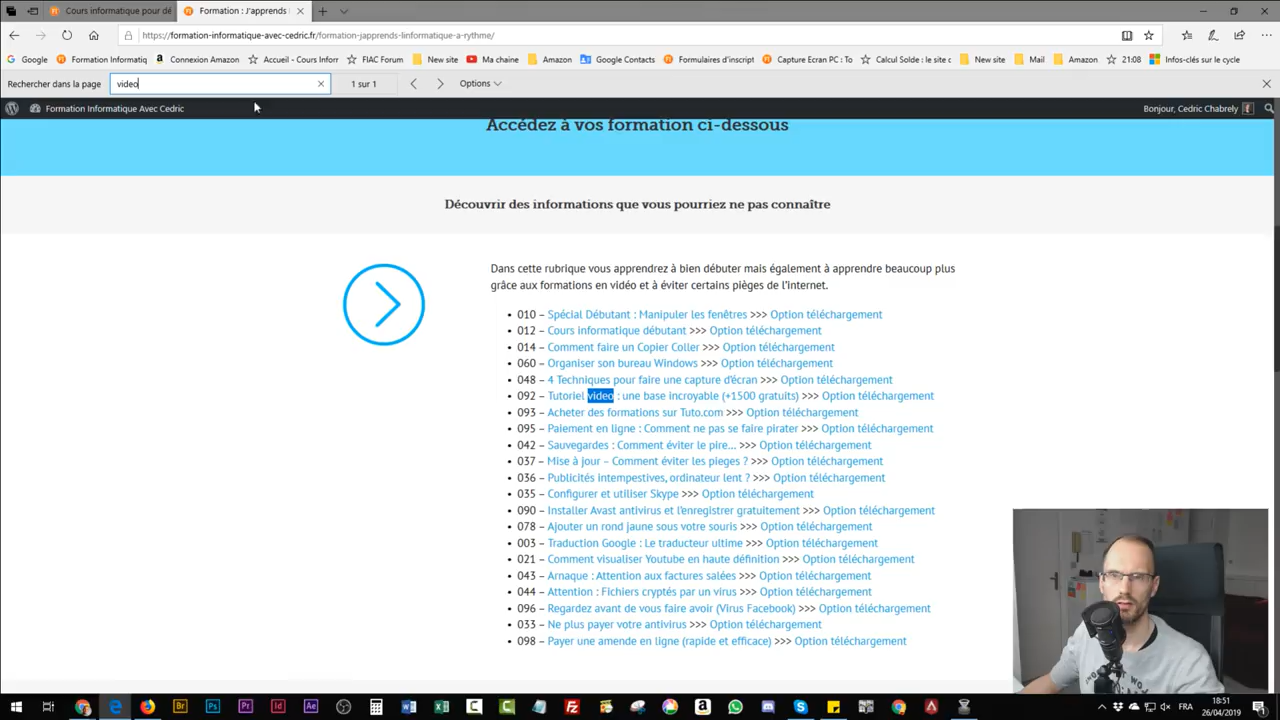 Cours informatique pour dé
Formation : J'apprends
https://formation-informatique-avec-cedric.fr/formation-japprends-linformatique-a-rythme/
Google
Formation Informatiq
Connexion Amazon
Accueil - Cours Inforr
FIAC Forum
New site
Ma chaine
Amazon
Google Contacts
Formulaires d'inscript
Capture Ecran PC : To
Calcul Solde : le site c
New site
Mail
Amazon
21:08
Infos-clés sur le cycle
Rechercher dans la page
video
1 sur 1
Options
Formation Informatique Avec Cedric
Bonjour, Cedric Chabrely
Accédez à vos formation ci-dessous
Découvrir des informations que vous pourriez ne pas connaître
Dans cette rubrique vous apprendrez à bien débuter mais également à apprendre beaucoup plus
grâce aux formations en vidéo et à éviter certains pièges de l'internet.
• 010 – Spécial Débutant : Manipuler les fenêtres >>> Option téléchargement
• 012 – Cours informatique débutant >>> Option téléchargement
• 014 – Comment faire un Copier Coller >>> Option téléchargement
• 060 – Organiser son bureau Windows >>> Option téléchargement
• 048 – 4 Techniques pour faire une capture d'écran >>> Option téléchargement
• 092 – Tutoriel video : une base incroyable (+1500 gratuits) >>> Option téléchargement
• 093 – Acheter des formations sur Tuto.com >>> Option téléchargement
• 095 – Paiement en ligne : Comment ne pas se faire pirater >>> Option téléchargement
• 042 – Sauvegardes : Comment éviter le pire... >>> Option téléchargement
• 037 – Mise à jour – Comment éviter les pieges ? >>> Option téléchargement
• 036 – Publicités intempestives, ordinateur lent ? >>> Option téléchargement
• 035 – Configurer et utiliser Skype >>> Option téléchargement
• 090 – Installer Avast antivirus et l'enregistrer gratuitement >>> Option téléchargement
• 078 – Ajouter un rond jaune sous votre souris >>> Option téléchargement
• 003 – Traduction Google : Le traducteur ultime >>> Option téléchargement
• 021 – Comment visualiser Youtube en haute définition >>> Option téléchargement
• 043 – Arnaque : Attention aux factures salées >>> Option téléchargement
• 044 – Attention : Fichiers cryptés par un virus >>> Option téléchargement
• 096 – Regardez avant de vous faire avoir (Virus Facebook) >>> Option téléchargement
• 033 – Ne plus payer votre antivirus >>> Option téléchargement
• 098 – Payer une amende en ligne (rapide et efficace) >>> Option téléchargement
Br
Ps
Pr
Id
Ae
FRA
18:51
26/04/2019